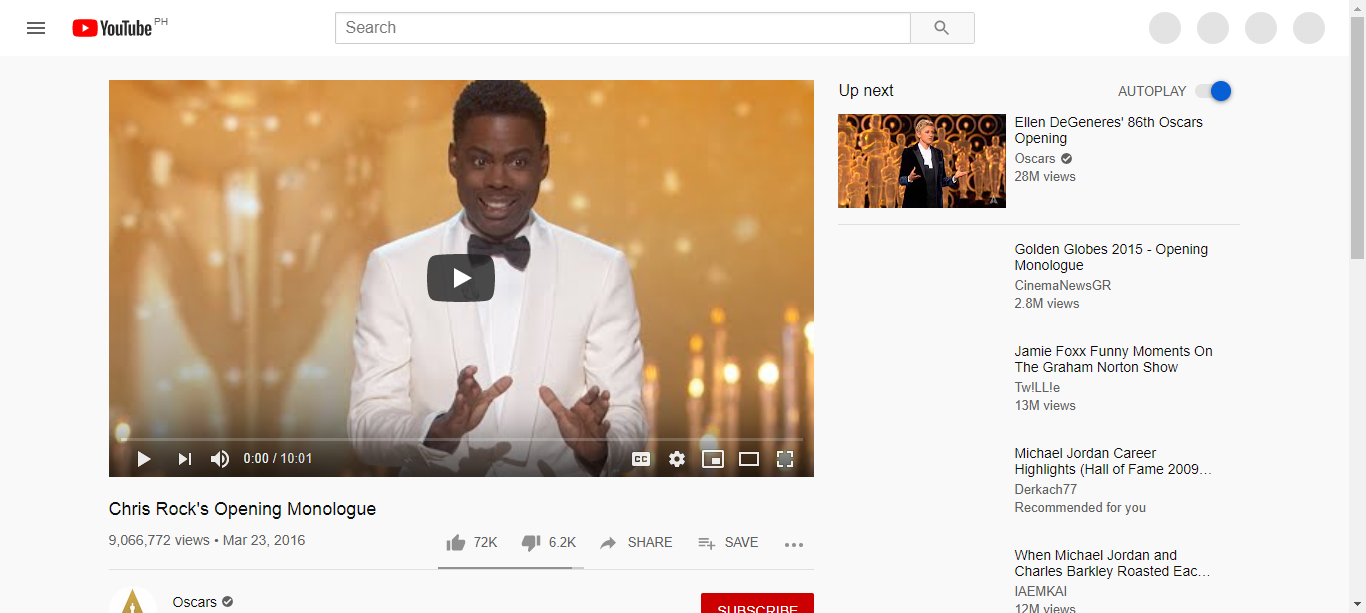 YouTube PH
Search
CC
0:00 / 10:01
Chris Rock's Opening Monologue
9,066,772 views • Mar 23, 2016
72K
6.2K
SHARE
SAVE
Oscars
SUBSCRIBE
Up next
AUTOPLAY
Ellen DeGeneres' 86th Oscars
Opening
Oscars
28M views
Golden Globes 2015 - Opening
Monologue
CinemaNewsGR
2.8M views
Jamie Foxx Funny Moments On
The Graham Norton Show
Tw!LL!e
13M views
Michael Jordan Career
Highlights (Hall of Fame 2009…
Derkach77
Recommended for you
When Michael Jordan and
Charles Barkley Roasted Eac…
IAEMKAI
12M views